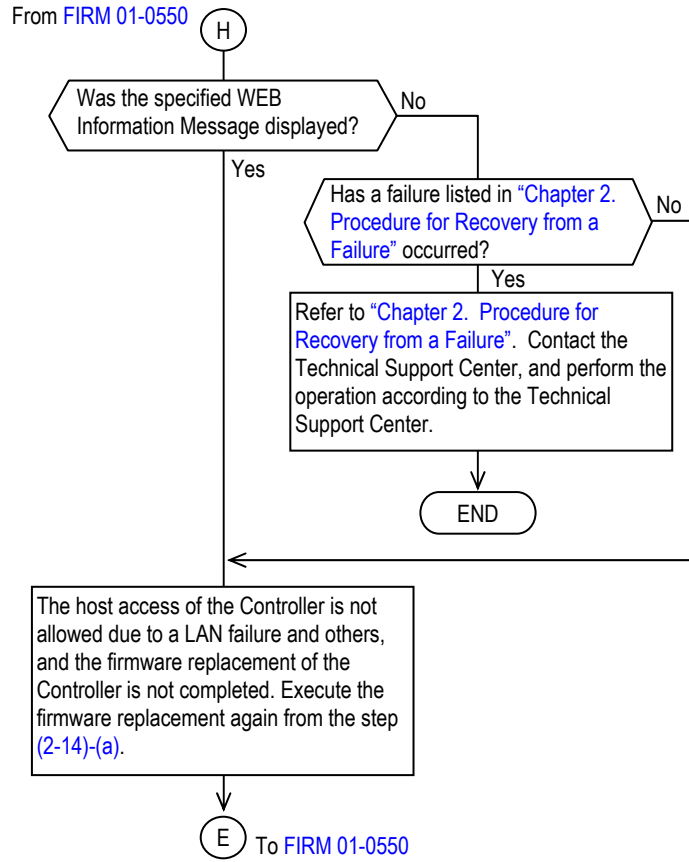 From FIRM 01-0550
H
Was the specified WEB
Information Message displayed?
No
Yes
Has a failure listed in “Chapter 2.
Procedure for Recovery from a
Failure” occurred?
No
Yes
Refer to “Chapter 2. Procedure for
Recovery from a Failure”. Contact the
Technical Support Center, and perform the
operation according to the Technical
Support Center.
END
The host access of the Controller is not
allowed due to a LAN failure and others,
and the firmware replacement of the
Controller is not completed. Execute the
firmware replacement again from the step
(2-14)-(a).
E
To FIRM 01-0550